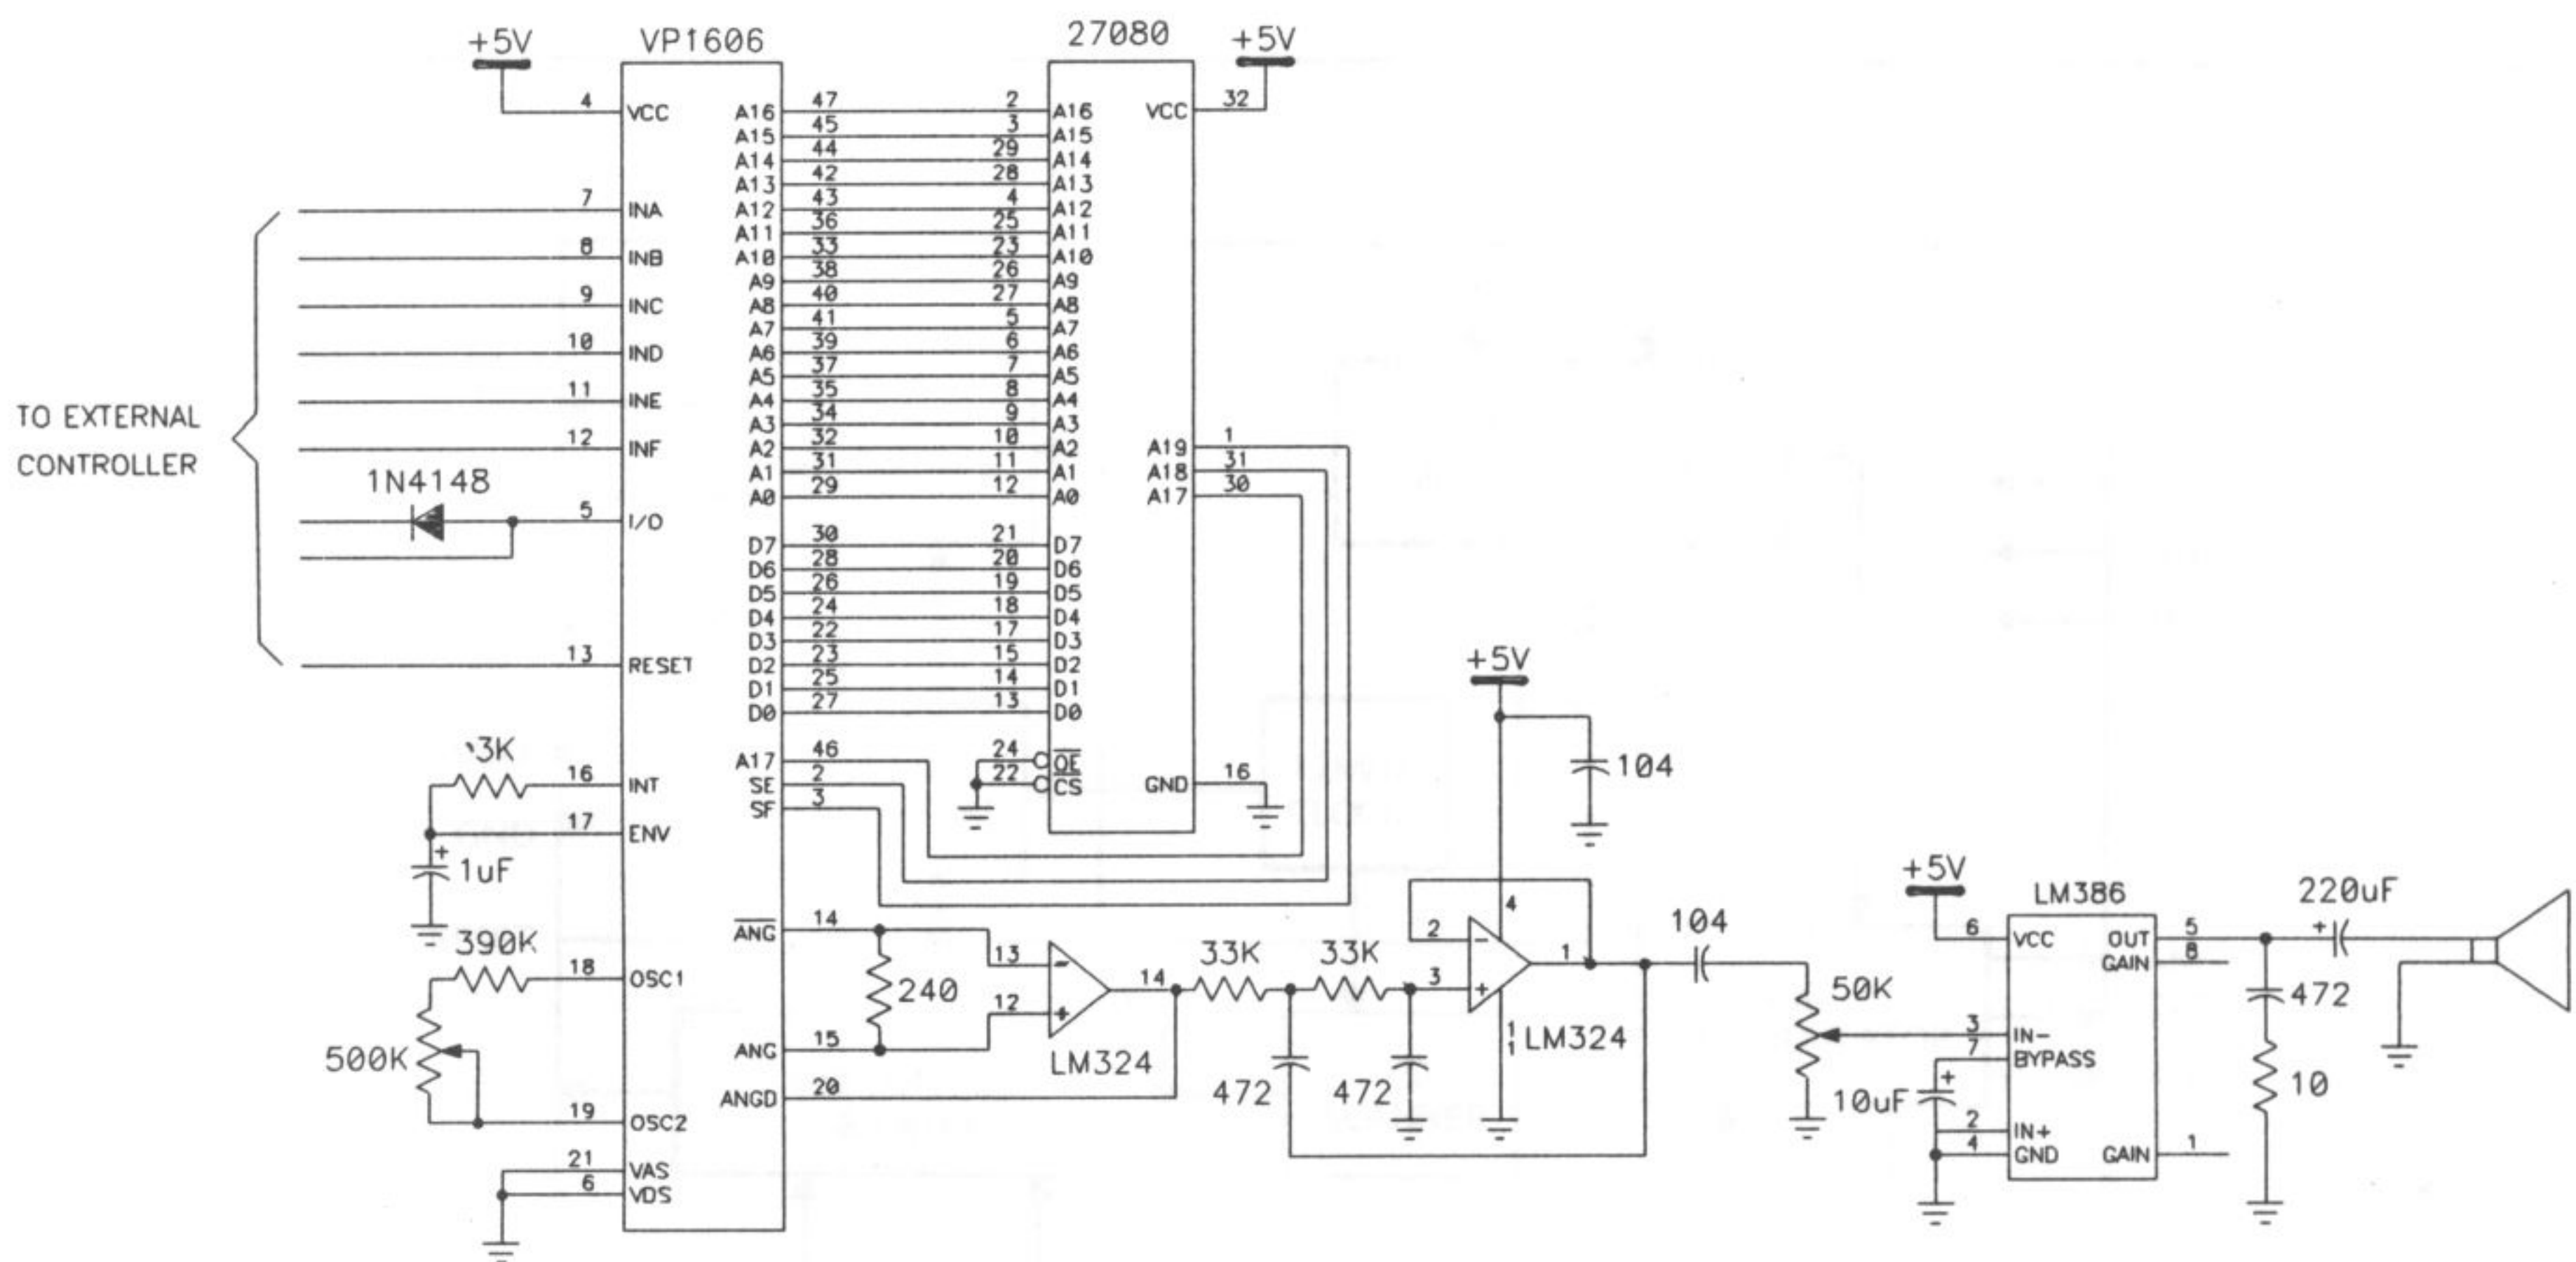 +5V
VP1606
27080
+5V
4
VCC
7
INA
8
INB
9
INC
10
IND
11
INE
12
INF
TO EXTERNAL
CONTROLLER
1N4148
5
I/O
13
RESET
3K
16
INT
17
ENV
+
1uF
390K
18
OSC1
500K
19
OSC2
21
VAS
6
VDS
A16 47 2 A16
A15 45 3 A15
A14 44 29 A14
A13 42 28 A13
A12 43 4 A12
A11 36 25 A11
A10 33 23 A10
A9 38 26 A9
A8 40 27 A8
A7 41 5 A7
A6 39 6 A6
A5 37 7 A5
A4 35 8 A4
A3 34 9 A3
A2 32 10 A2
A1 31 11 A1
A0 29 12 A0
D7 30 21 D7
D6 28 20 D6
D5 26 19 D5
D4 24 18 D4
D3 22 17 D3
D2 23 15 D2
D1 25 14 D1
D0 27 13 D0
A17 46
SE 2
SF 3
24 OE
22 CS
VCC 32
A19 1
A18 31
A17 30
GND 16
ANG 14
ANG 15
ANGD 20
240
13
-
12
+
14
LM324
33K
33K
472
472
+5V
104
4
2
-
3
+
1
11
LM324
104
50K
+5V
LM386
6
VCC
3
IN-
7
BYPASS
+
10uF
2
IN+
4
GND
OUT
5
GAIN
8
GAIN
1
220uF
+
472
10